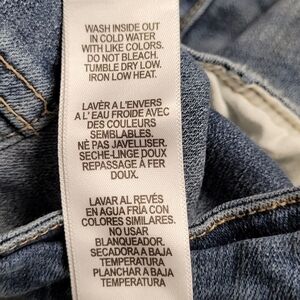 WASH INSIDE OUT
IN COLD WATER
WITH LIKE COLORS.
DO NOT BLEACH.
TUMBLE DRY LOW.
IRON LOW HEAT.
LAVÉR A L'ENVERS
A L' EAU FROIDE AVEC
DES COULEURS
SEMBLABLES.
NÈ PAS JAVELLISER.
SECHE-LINGE DOUX
REPASSAGE À FER
DOUX.
LAVAR AL REVÉS
EN AGUA FRÍA CON
COLORES SIMILARES.
NO USAR
BLANQUEADOR.
SECADORA A BAJA
TEMPERATURA
PLANCHAR A BAJA
TEMPERATURA